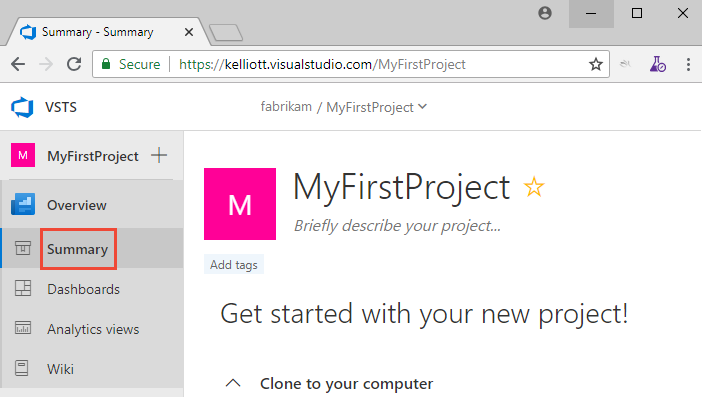 Summary - Summary
Secure https://kelliott.visualstudio.com/MyFirstProject
VSTS fabrikam / MyFirstProject
M MyFirstProject
Overview
Summary
Dashboards
Analytics views
Wiki
M
MyFirstProject
Briefly describe your project...
Add tags
Get started with your new project!
Clone to your computer